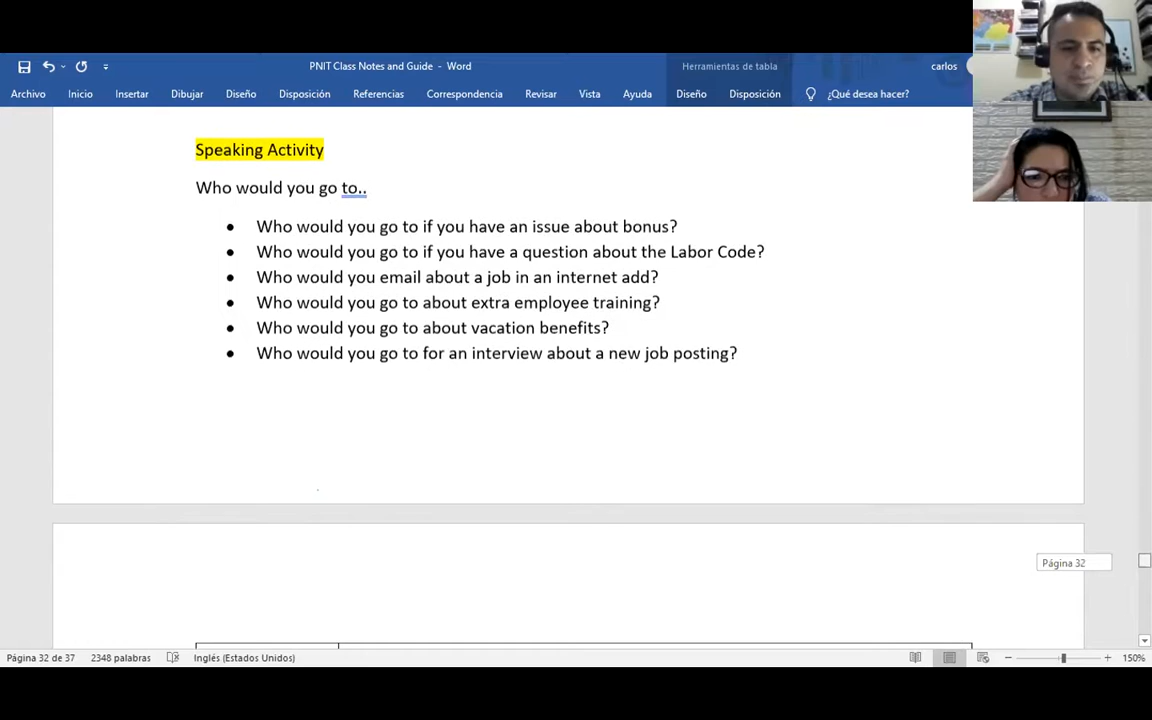 PNIT Class Notes and Guide - Word
Herramientas de tabla
carlos
Archivo Inicio Insertar Dibujar Diseño Disposición Referencias Correspondencia Revisar Vista Ayuda Diseño Disposición ¿Qué desea hacer?
Speaking Activity
Who would you go to..
• Who would you go to if you have an issue about bonus?
• Who would you go to if you have a question about the Labor Code?
• Who would you email about a job in an internet add?
• Who would you go to about extra employee training?
• Who would you go to about vacation benefits?
• Who would you go to for an interview about a new job posting?
Página 32
Página 32 de 37 2348 palabras Inglés (Estados Unidos) 150%